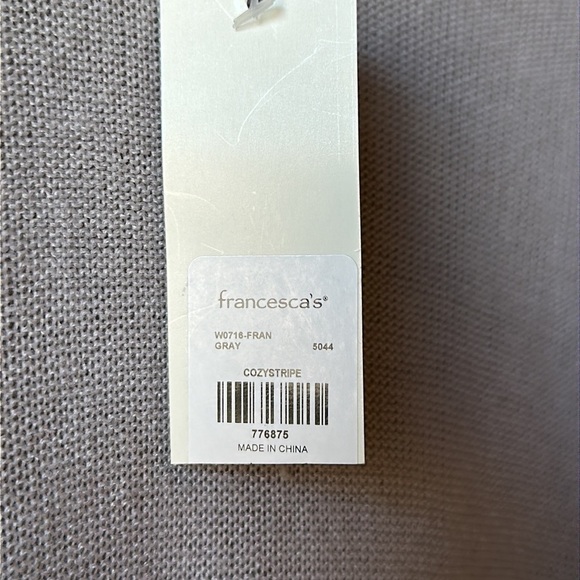 francesca's®
W0716-FRAN
GRAY 5044
COZYSTRIPE
776875
MADE IN CHINA